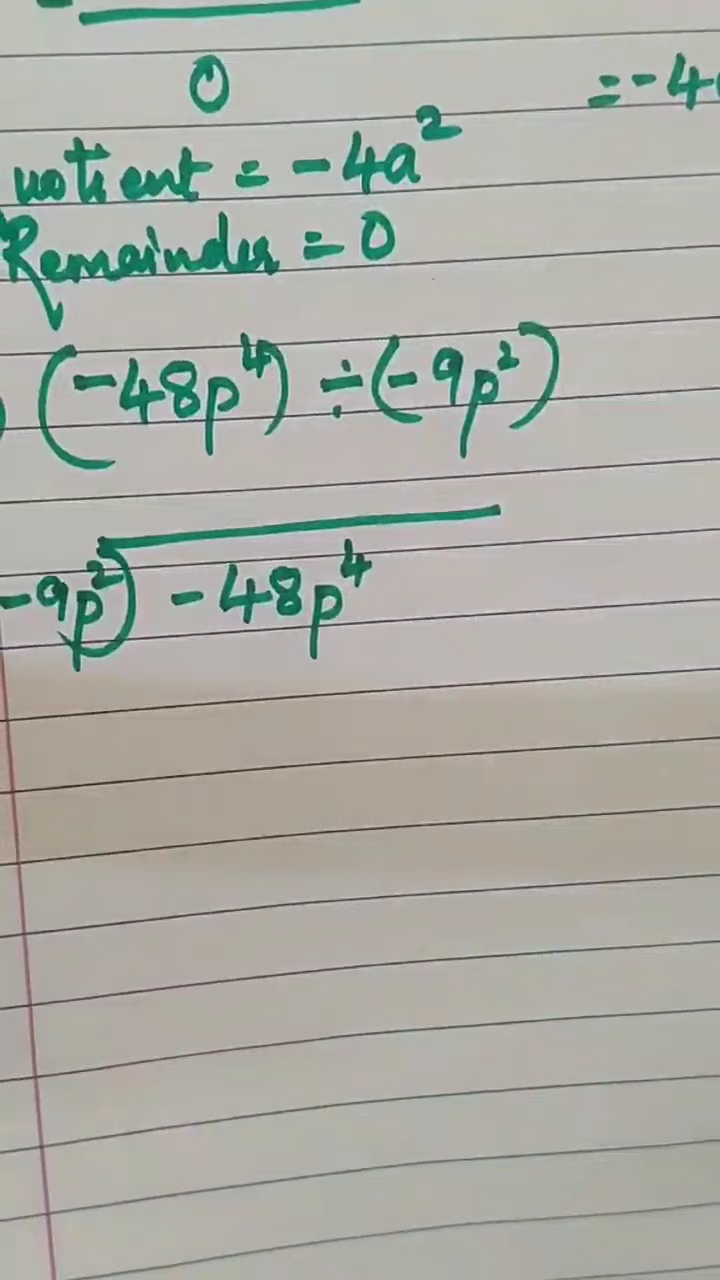 0
= -4
uotient = -4a²
Remainder = 0
(-48p⁴) ÷ (-9p²)
-9p²) -48p⁴